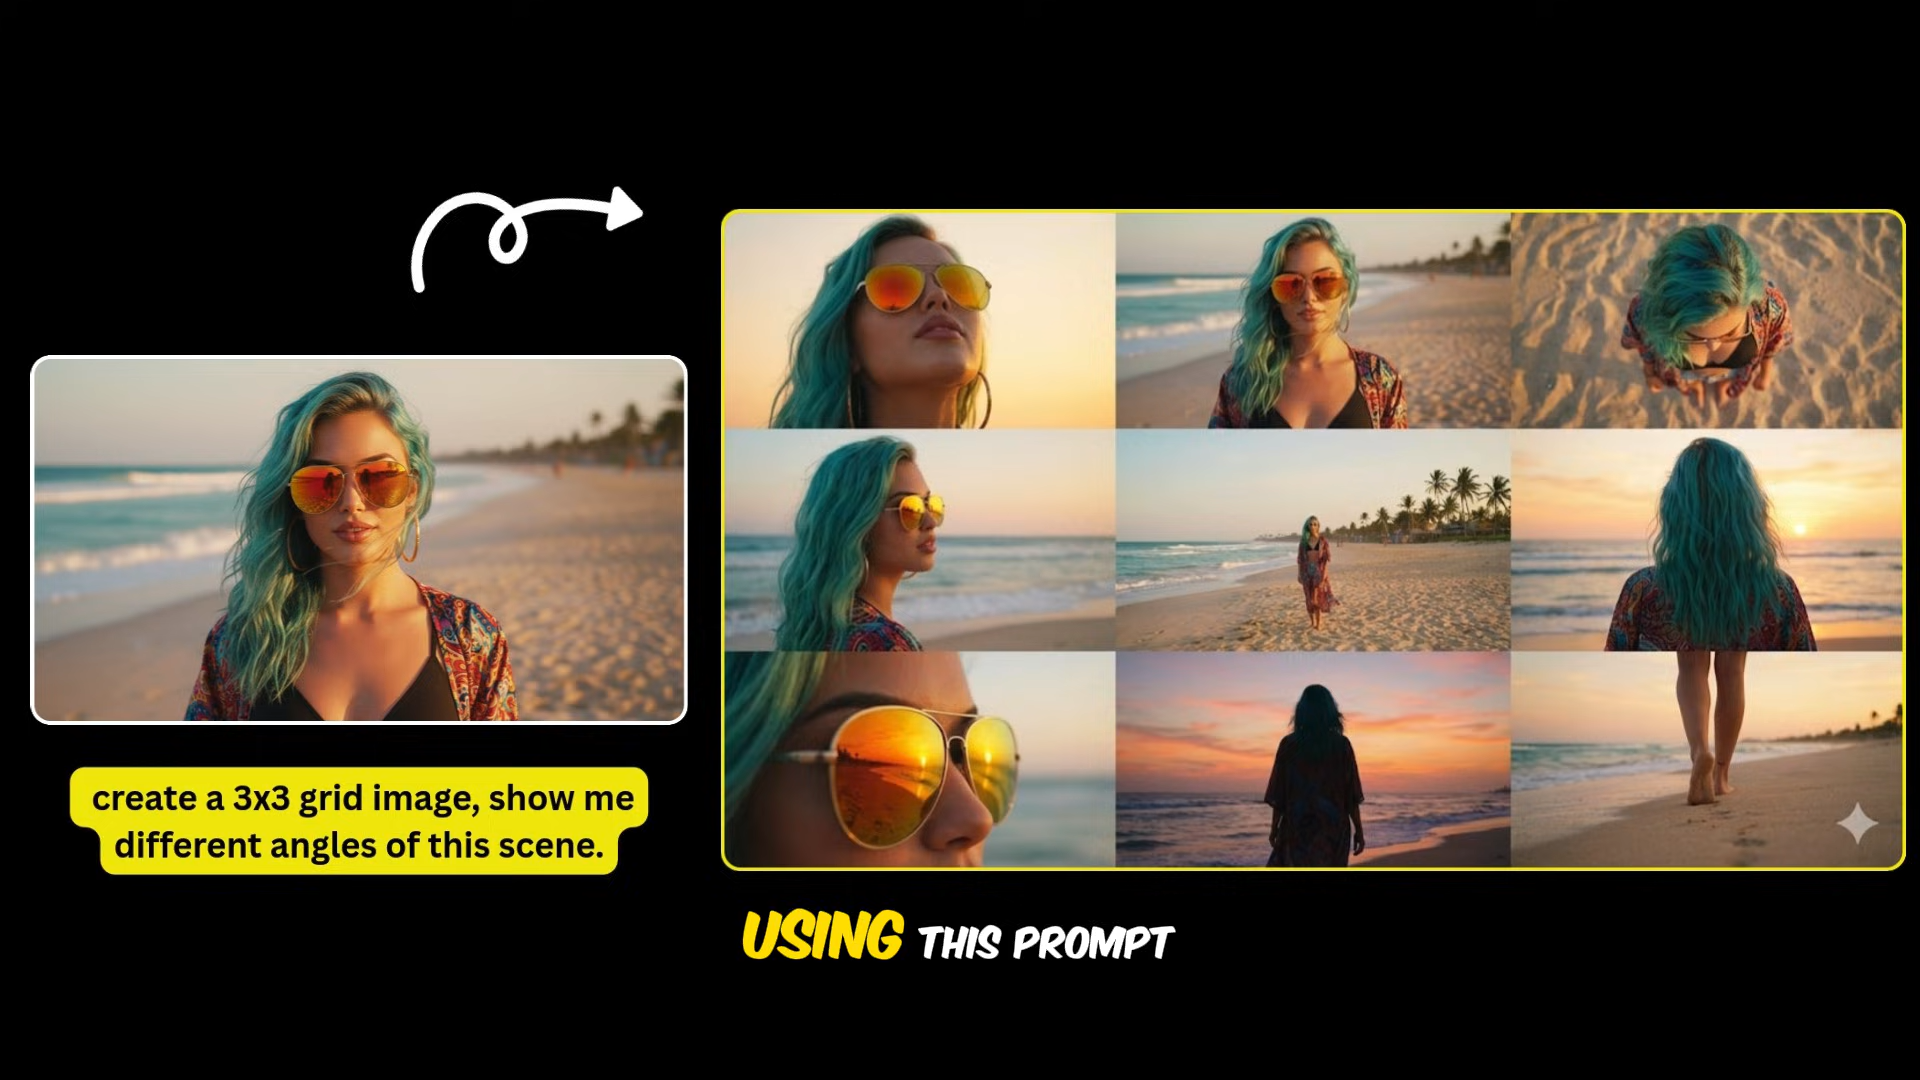 create a 3x3 grid image, show me
different angles of this scene.
USING THIS PROMPT